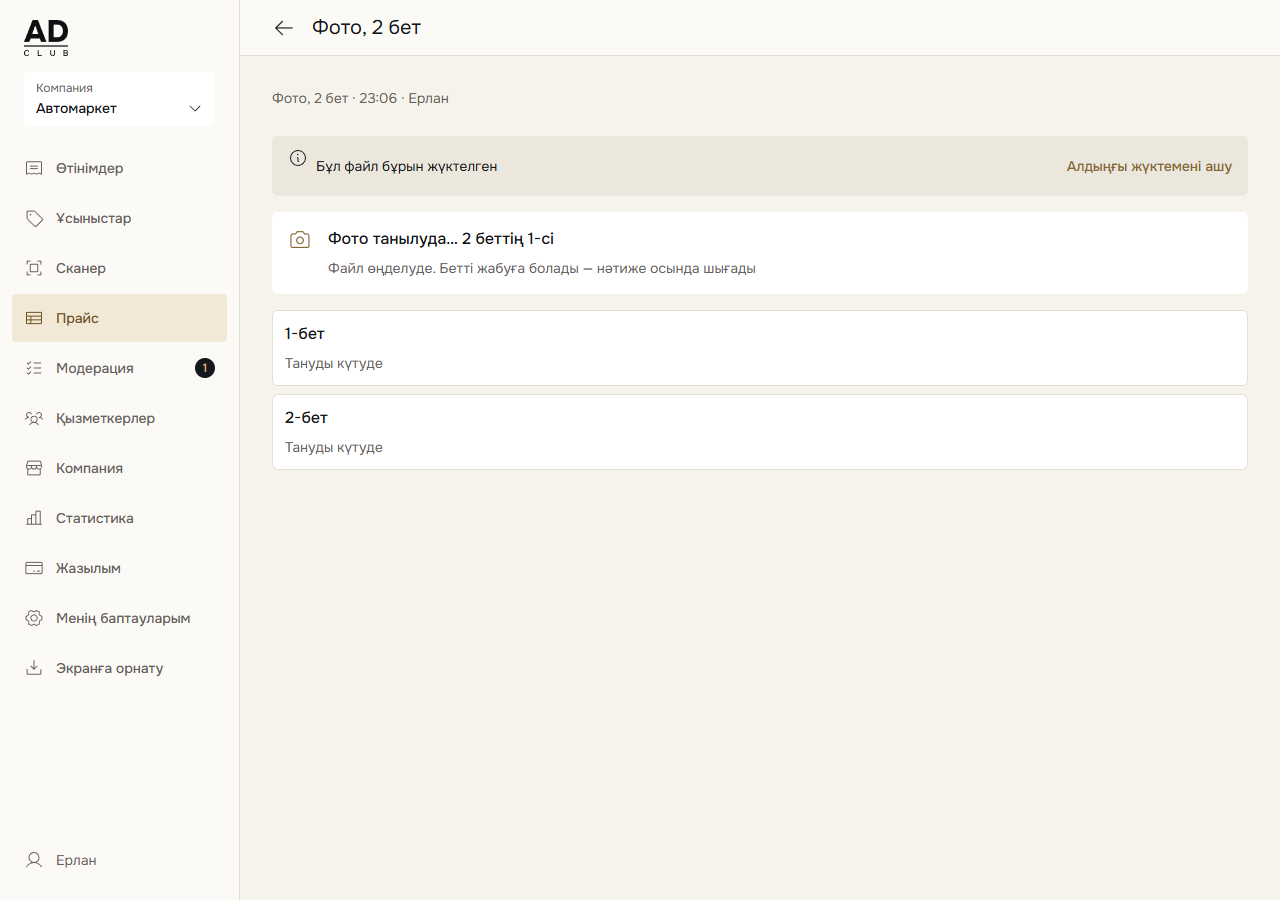 AD
CLUB
Компания
Автомаркет
Өтінімдер
Ұсыныстар
Сканер
Прайс
Модерация 1
Қызметкерлер
Компания
Статистика
Жазылым
Менің баптауларым
Экранға орнату
Ерлан
Фото, 2 бет
Фото, 2 бет · 23:06 · Ерлан
Бұл файл бұрын жүктелген Алдыңғы жүктемені ашу
Фото танылуда... 2 беттің 1-сі
Файл өңделуде. Бетті жабуға болады — нәтиже осында шығады
1-бет
Тануды күтуде
2-бет
Тануды күтуде